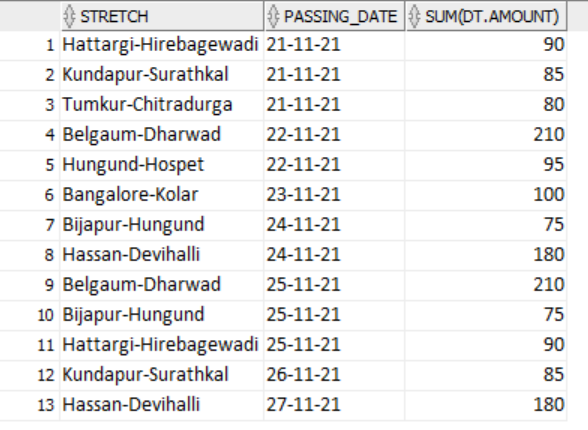 STRETCH PASSING_DATE SUM(DT.AMOUNT)
1 Hattargi-Hirebagewadi 21-11-21 90
2 Kundapur-Surathkal 21-11-21 85
3 Tumkur-Chitradurga 21-11-21 80
4 Belgaum-Dharwad 22-11-21 210
5 Hungund-Hospet 22-11-21 95
6 Bangalore-Kolar 23-11-21 100
7 Bijapur-Hungund 24-11-21 75
8 Hassan-Devihalli 24-11-21 180
9 Belgaum-Dharwad 25-11-21 210
10 Bijapur-Hungund 25-11-21 75
11 Hattargi-Hirebagewadi 25-11-21 90
12 Kundapur-Surathkal 26-11-21 85
13 Hassan-Devihalli 27-11-21 180